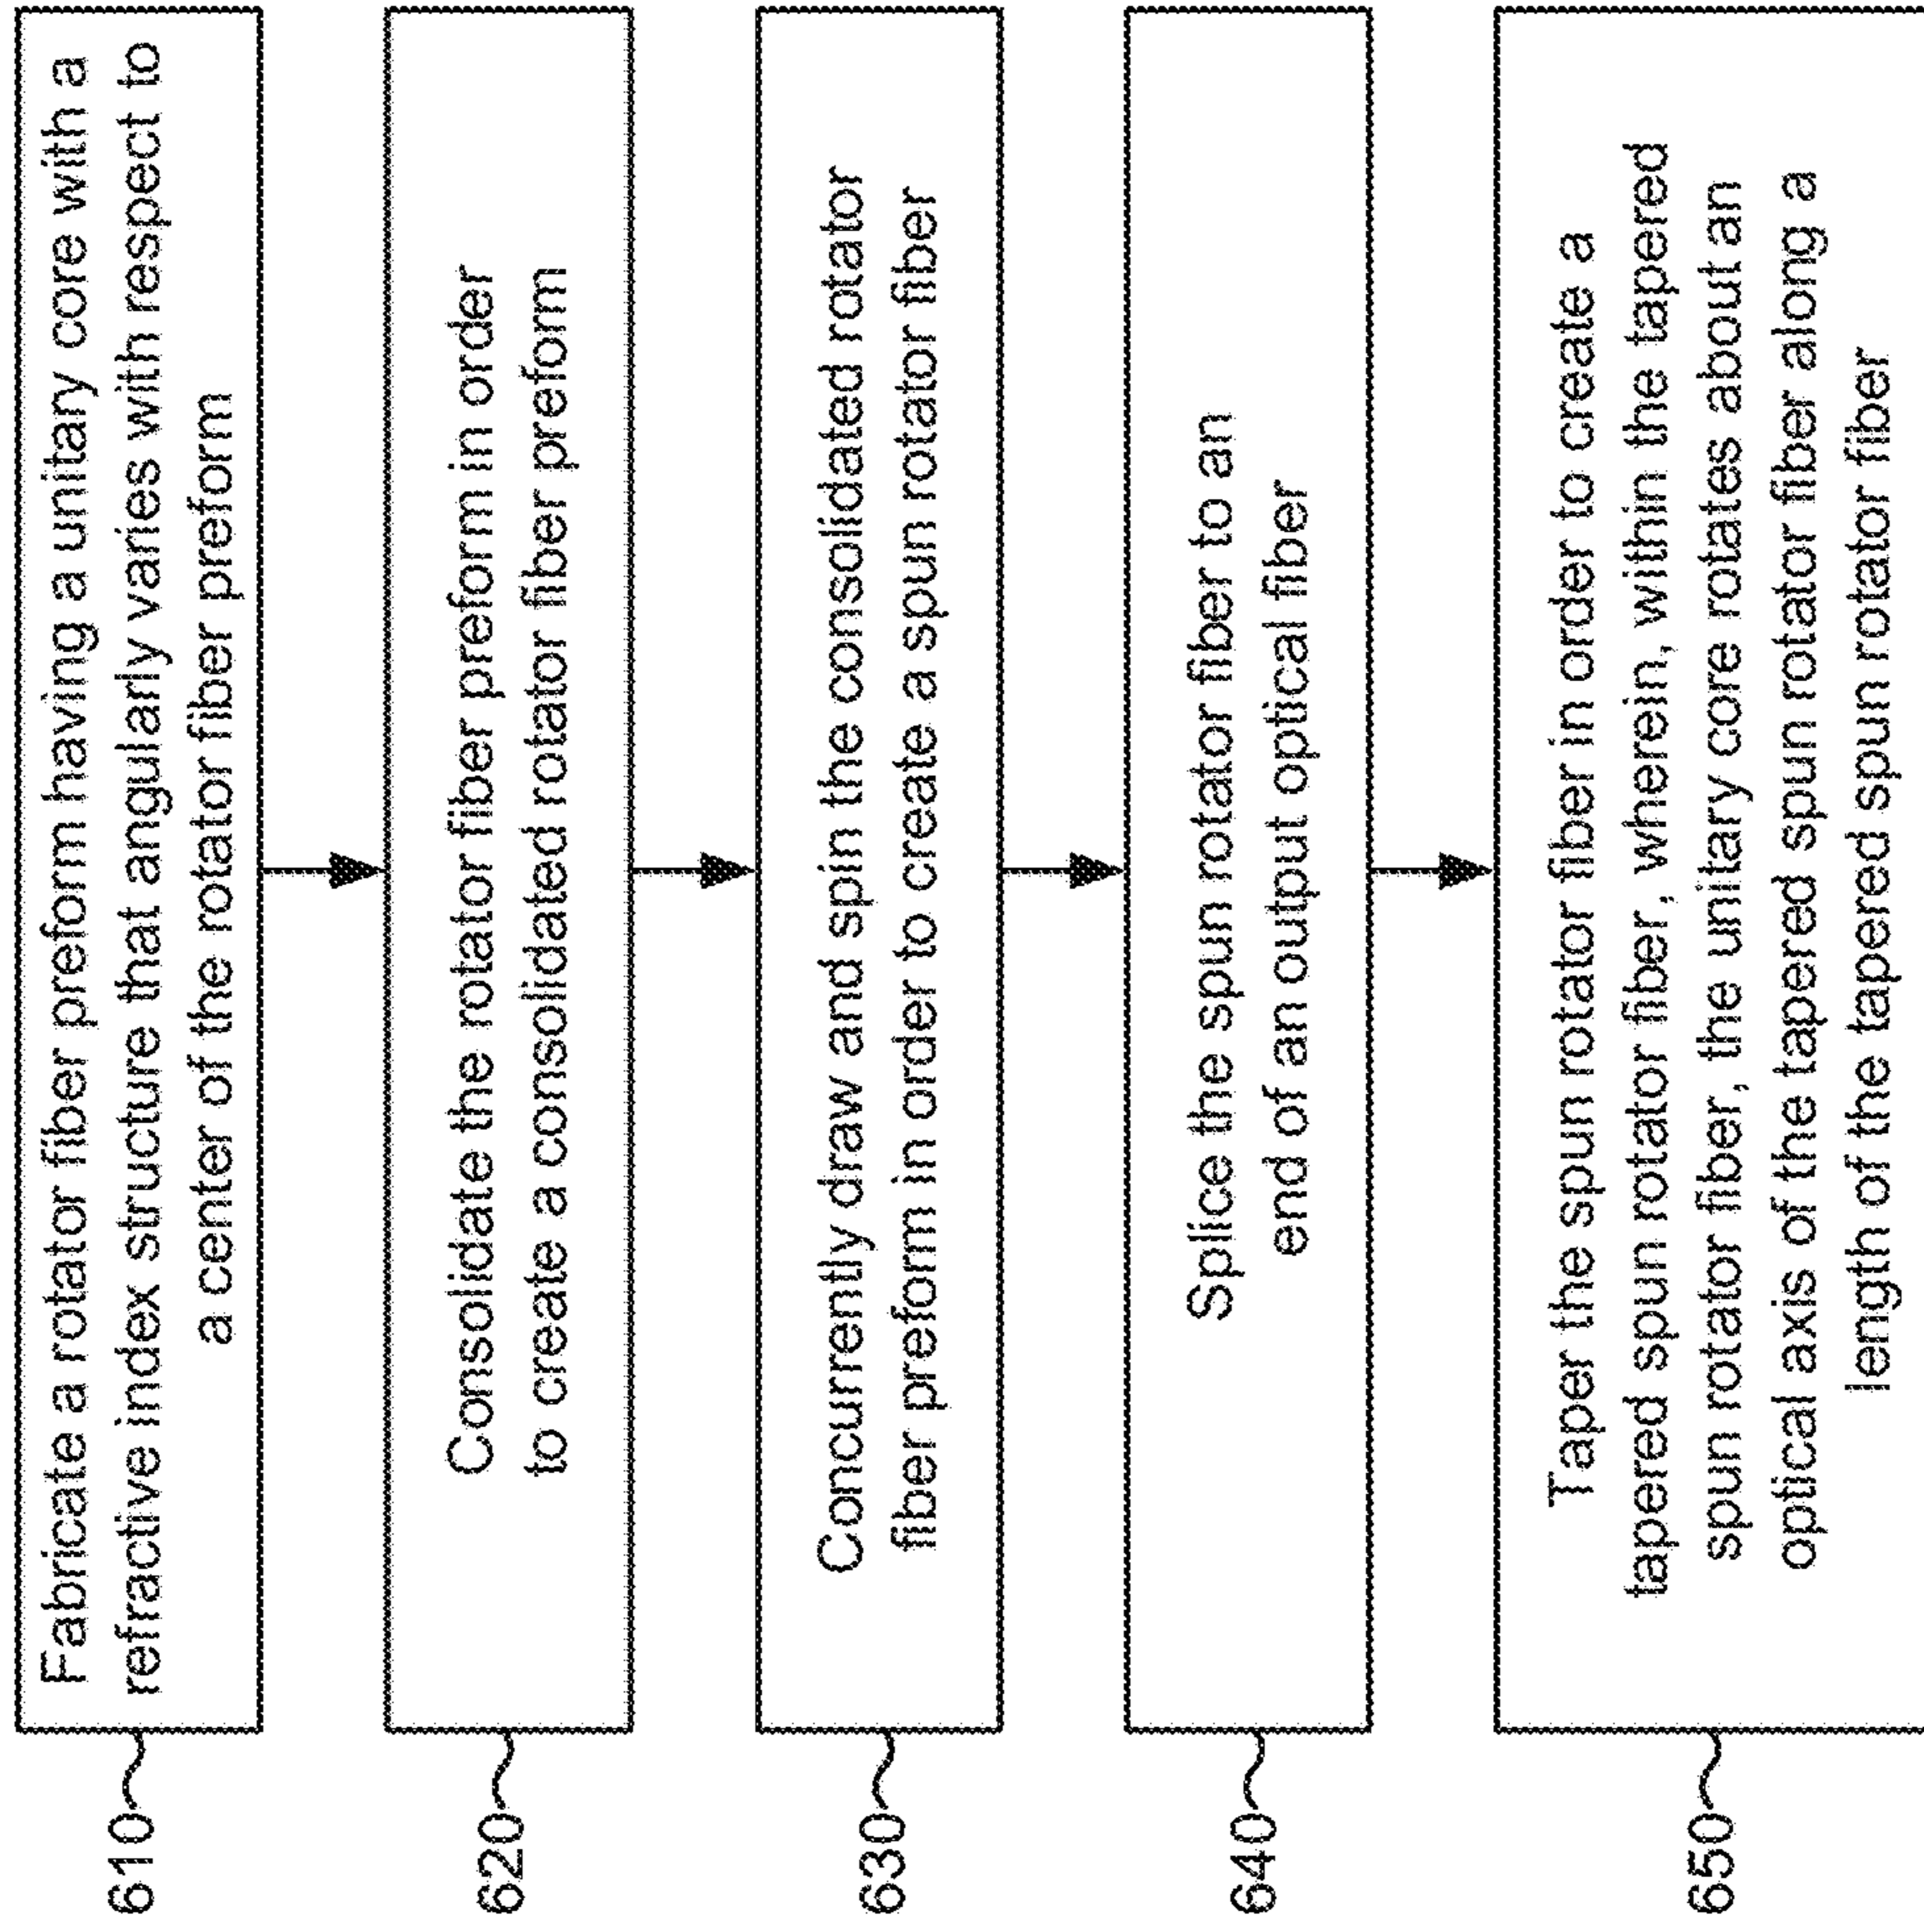 610
Fabricate a rotator fiber preform having a unitary core with a
refractive index structure that angularly varies with respect to
a center of the rotator fiber preform
620
Consolidate the rotator fiber preform in order
to create a consolidated rotator fiber preform
630
Concurrently draw and spin the consolidated rotator
fiber preform in order to create a spun rotator fiber
640
Splice the spun rotator fiber to an
end of an output optical fiber
650
Taper the spun rotator fiber in order to create a
tapered spun rotator fiber, wherein, within the tapered
spun rotator fiber, the unitary core rotates about an
optical axis of the tapered spun rotator fiber along a
length of the tapered spun rotator fiber